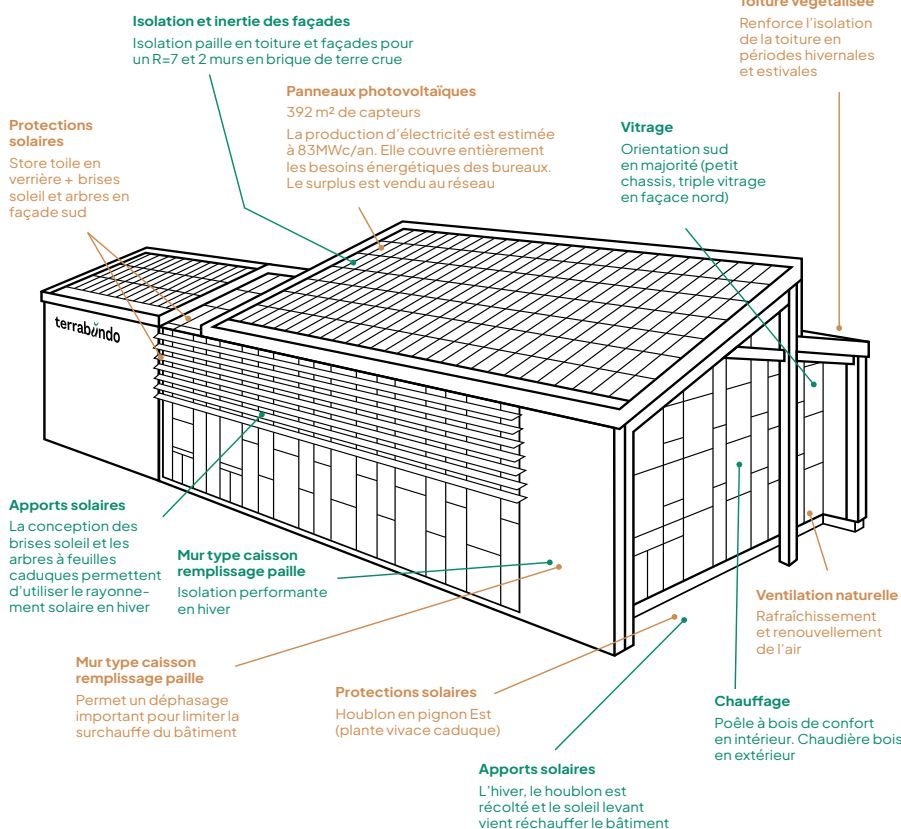 Isolation et inertie des façades
Isolation paille en toiture et façades pour
un R=7 et 2 murs en brique de terre crue
Toiture végétalisée
Renforce l'isolation
de la toiture en
périodes hivernales
et estivales
Panneaux photovoltaïques
392 m² de capteurs
La production d'électricité est estimée
à 83MWc/an. Elle couvre entièrement
les besoins énergétiques des bureaux.
Le surplus est vendu au réseau
Protections
solaires
Store toile en
verrière + brises
soleil et arbres en
façade sud
Vitrage
Orientation sud
en majorité (petit
chassis, triple vitrage
en façace nord)
terrabundo
Apports solaires
La conception des
brises soleil et les
arbres à feuilles
caduques permettent
d'utiliser le rayonne-
ment solaire en hiver
Mur type caisson
remplissage paille
Isolation performante
en hiver
Ventilation naturelle
Rafraîchissement
et renouvellement
de l'air
Mur type caisson
remplissage paille
Permet un déphasage
important pour limiter la
surchauffe du bâtiment
Protections solaires
Houblon en pignon Est
(plante vivace caduque)
Chauffage
Poêle à bois de confort
en intérieur. Chaudière bois
en extérieur
Apports solaires
L'hiver, le houblon est
récolté et le soleil levant
vient réchauffer le bâtiment